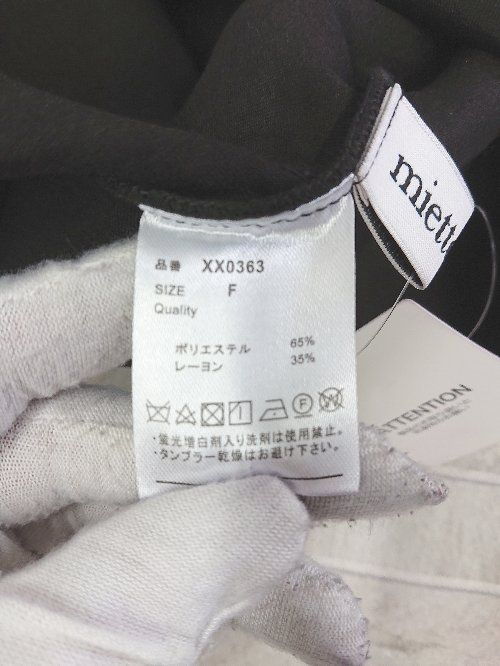 miett
品番 XX0363
SIZE F
Quality
ポリエステル 65%
レーヨン 35%
・蛍光増白剤入り洗剤は使用禁止。
・タンブラー乾燥はお避け下さい。
ATTENTION